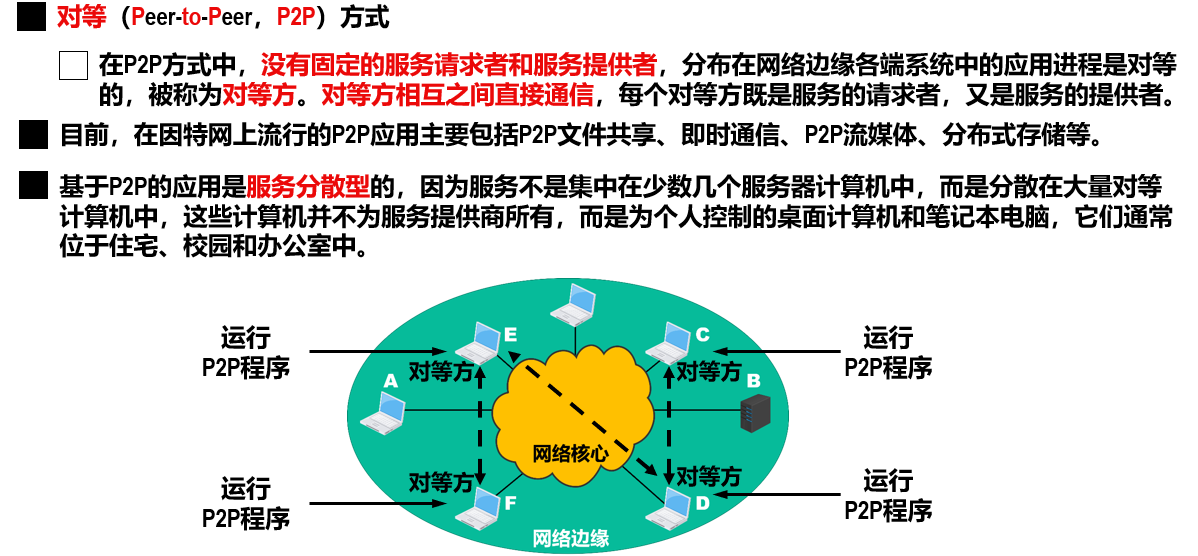 对等（Peer-to-Peer，P2P）方式
在P2P方式中，没有固定的服务请求者和服务提供者，分布在网络边缘各端系统中的应用进程是对等
的，被称为对等方。对等方相互之间直接通信，每个对等方既是服务的请求者，又是服务的提供者。
目前，在因特网上流行的P2P应用主要包括P2P文件共享、即时通信、P2P流媒体、分布式存储等。
基于P2P的应用是服务分散型的，因为服务不是集中在少数几个服务器计算机中，而是分散在大量对等
计算机中，这些计算机并不为服务提供商所有，而是为个人控制的桌面计算机和笔记本电脑，它们通常
位于住宅、校园和办公室中。
运行
P2P程序
E
C
运行
P2P程序
对等方
对等方
A
B
网络核心
对等方
对等方
运行
P2P程序
F
D
运行
P2P程序
网络边缘